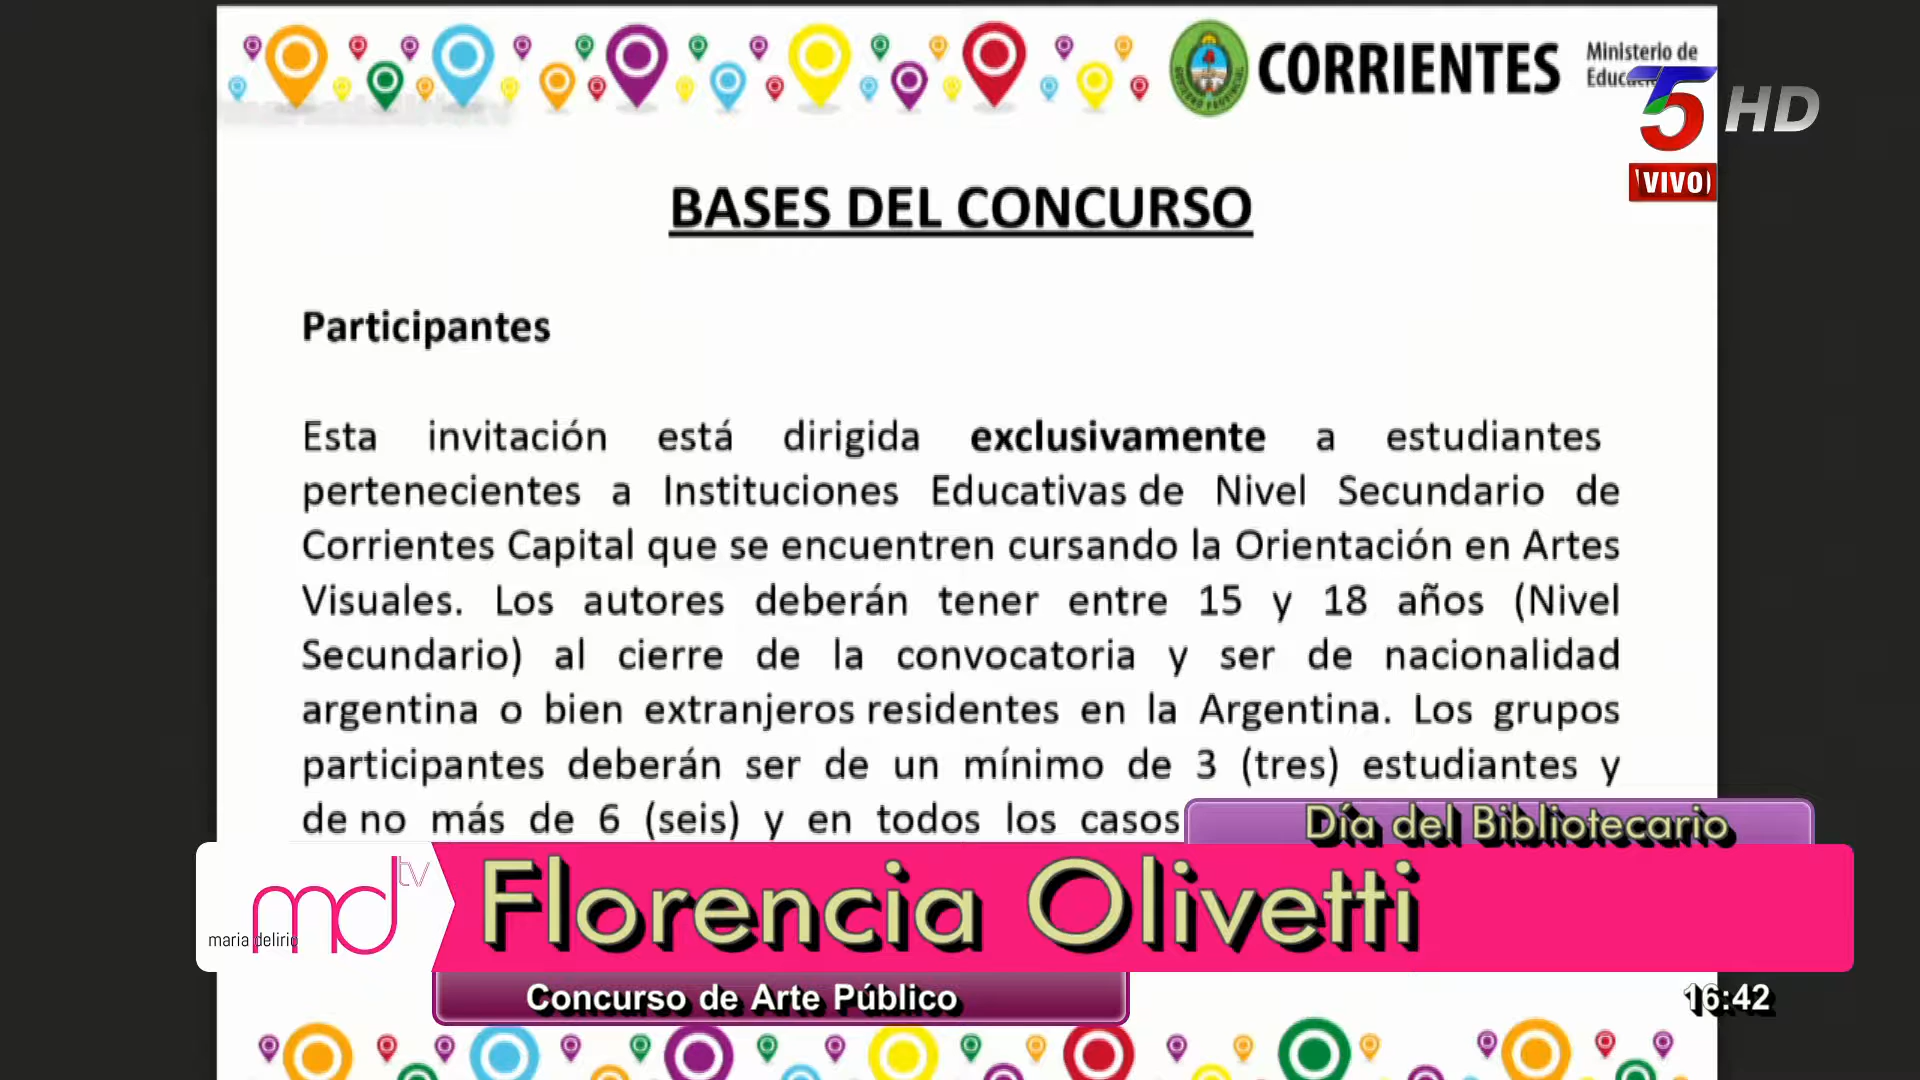 CORRIENTES
Ministerio de
5 HD
VIVO
BASES DEL CONCURSO
Participantes
Esta invitación está dirigida exclusivamente a estudiantes
pertenecientes a Instituciones Educativas de Nivel Secundario de
Corrientes Capital que se encuentren cursando la Orientación en Artes
Visuales. Los autores deberán tener entre 15 y 18 años (Nivel
Secundario) al cierre de la convocatoria y ser de nacionalidad
argentina o bien extranjeros residentes en la Argentina. Los grupos
participantes deberán ser de un mínimo de 3 (tres) estudiantes y
de no más de 6 (seis) y en todos los casos
Día del Bibliotecario
md tv
maria delirio
Florencia Olivetti
Concurso de Arte Público
16:42